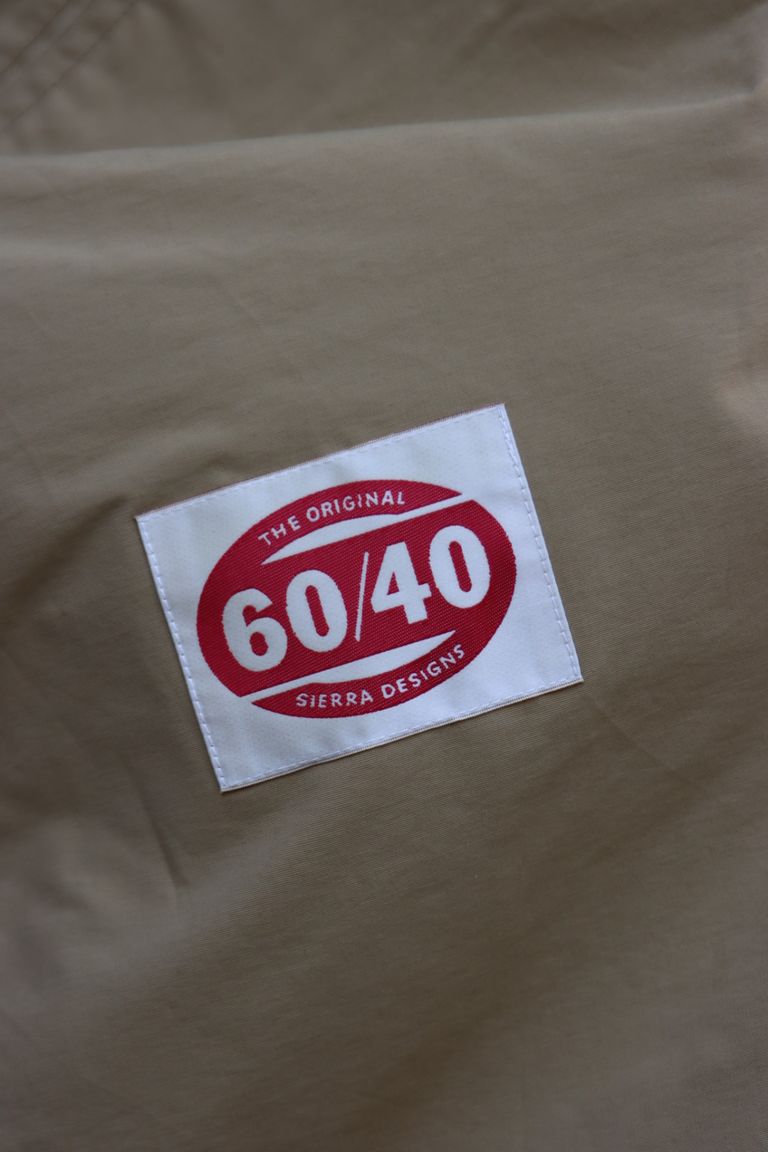 THE ORIGINAL
60/40
SIERRA DESIGNS